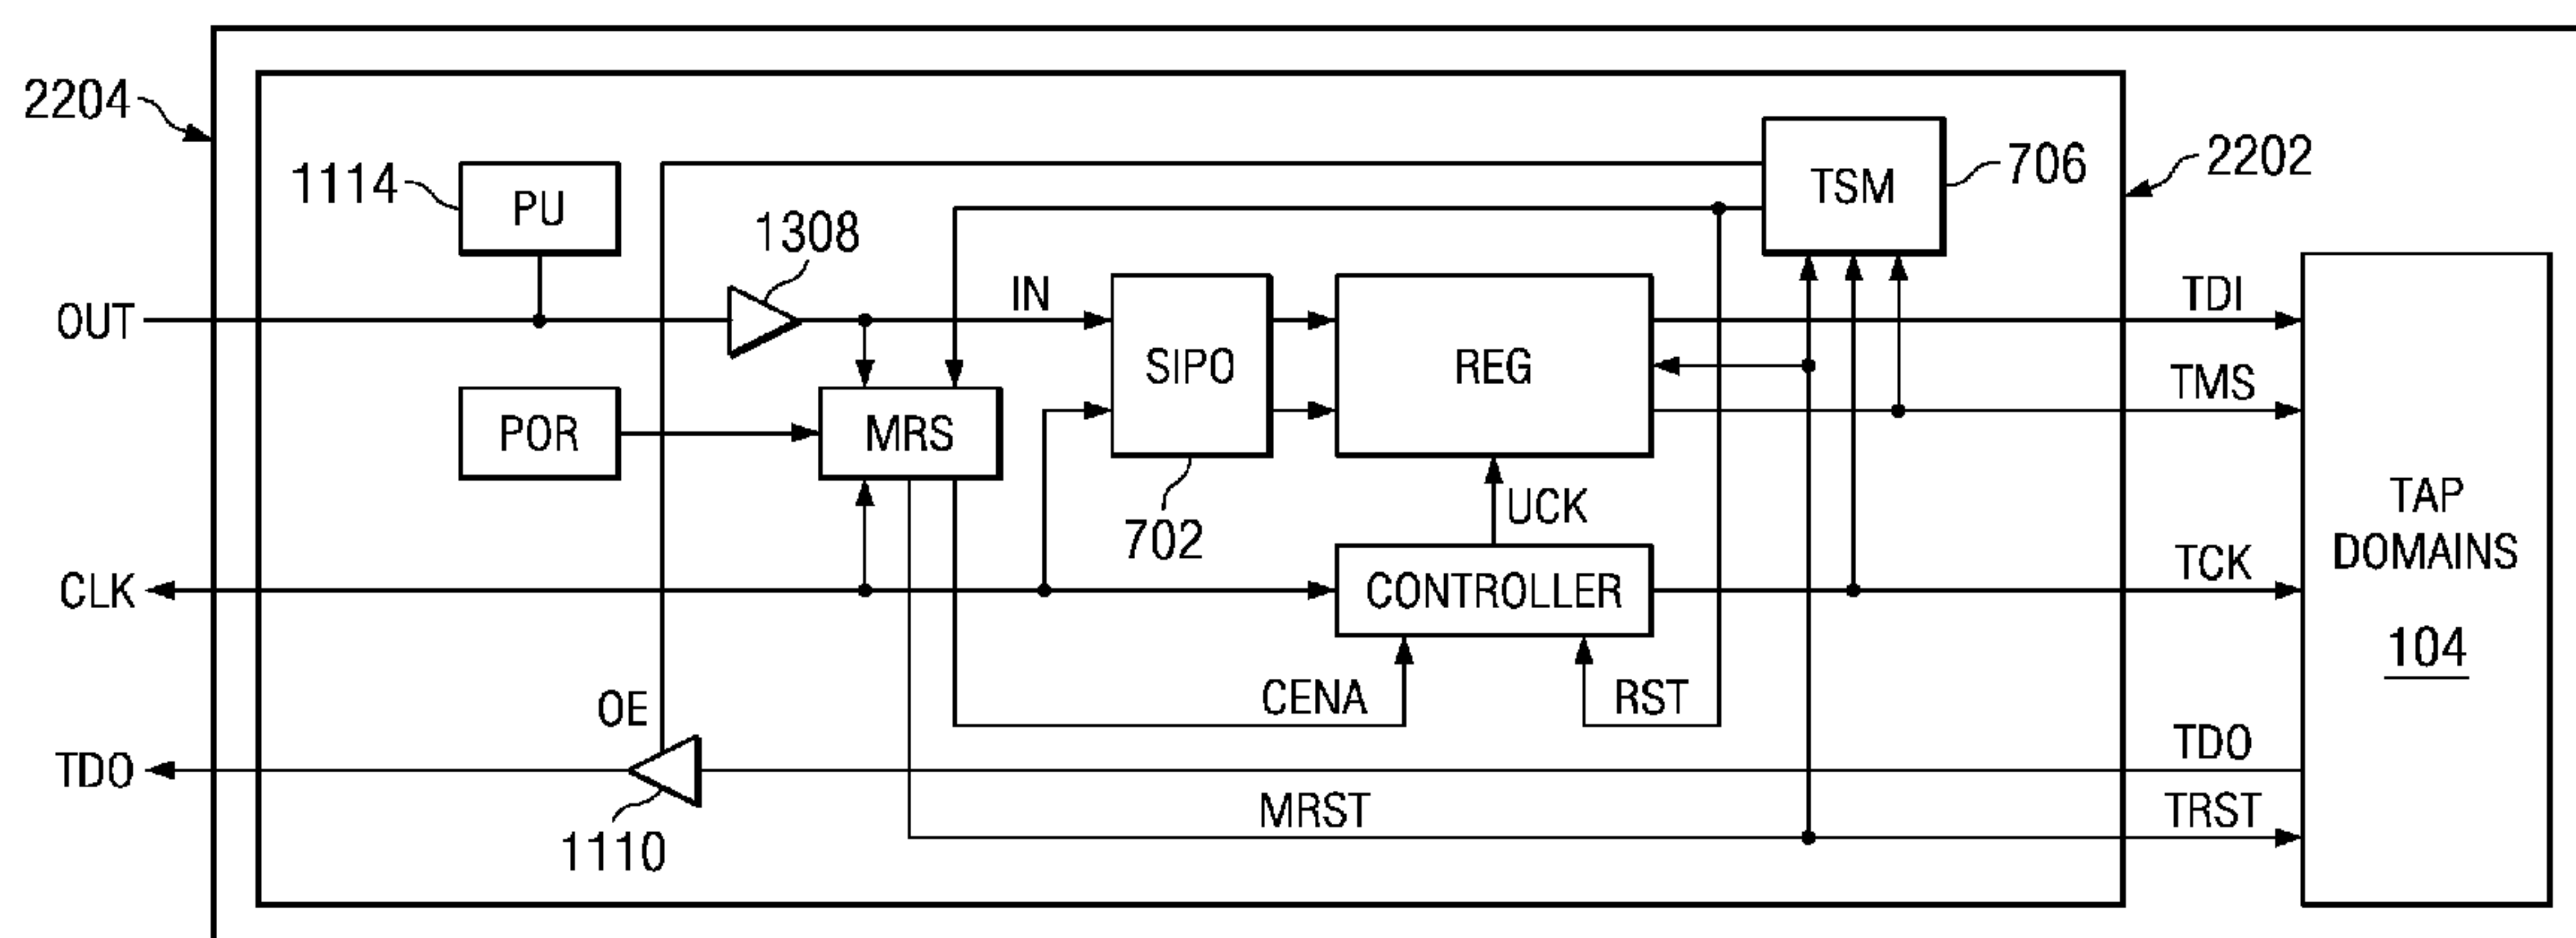 2204
1114
PU
1308
TSM
706
2202
OUT
IN
SIPO
REG
TDI
TMS
POR
MRS
702
UCK
CLK
CONTROLLER
TCK
TAP
DOMAINS
104
OE
CENA
RST
TDO
TDO
1110
MRST
TRST